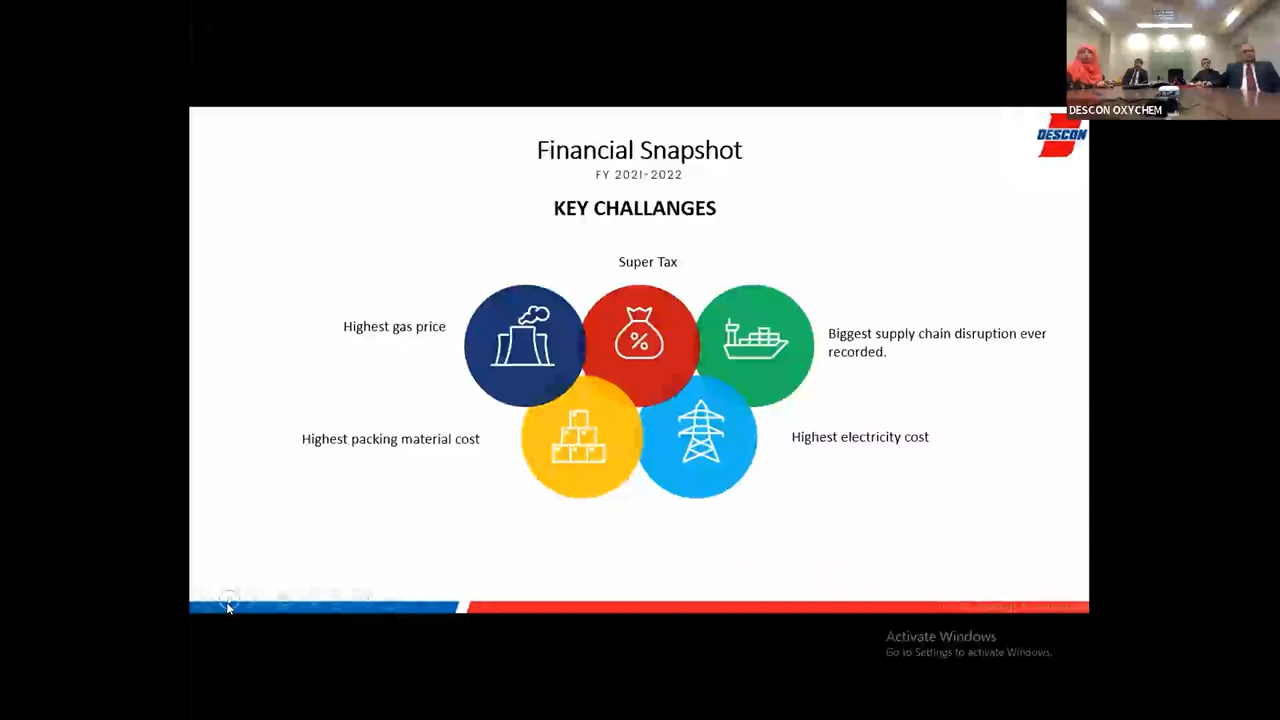 DESCON OXYCHEM
DESCON
Financial Snapshot
FY 2021-2022
KEY CHALLANGES
Super Tax
Highest gas price
Biggest supply chain disruption ever
recorded.
%
Highest packing material cost
Highest electricity cost
Activate Windows
Go to Settings to activate Windows.